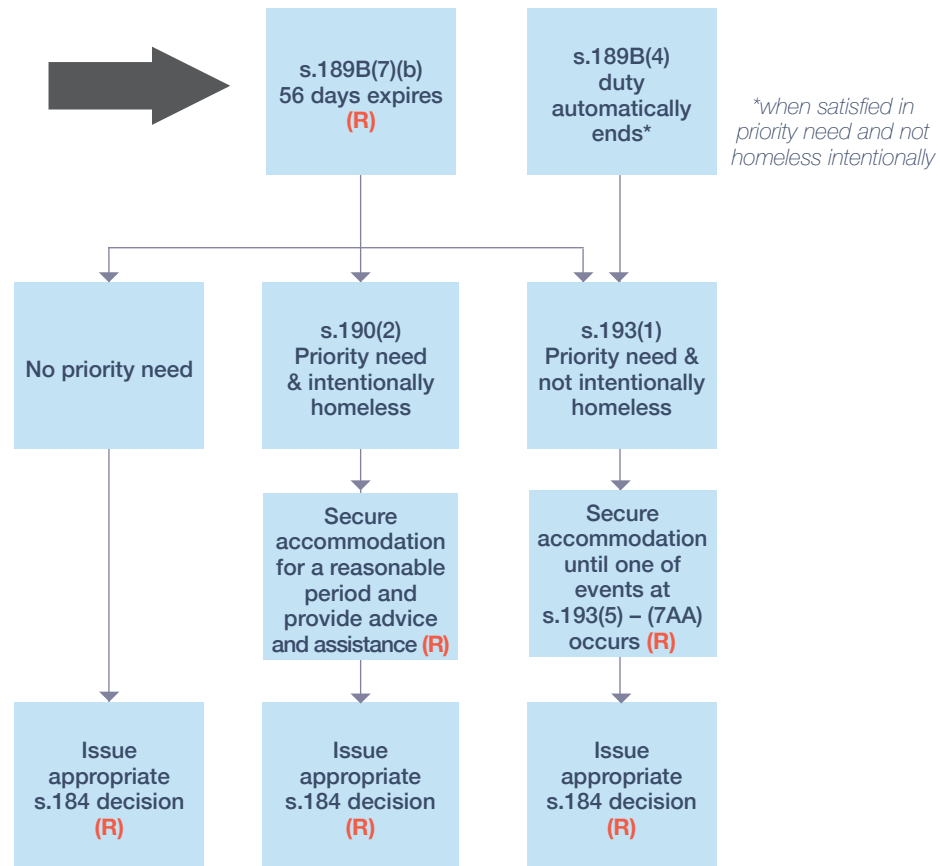 s.189B(7)(b)
56 days expires
(R)
s.189B(4)
duty
automatically
ends*
*when satisfied in
priority need and not
homeless intentionally
No priority need
s.190(2)
Priority need
& intentionally
homeless
s.193(1)
Priority need &
not intentionally
homeless
Secure
accommodation
for a reasonable
period and
provide advice
and assistance (R)
Secure
accommodation
until one of
events at
s.193(5) – (7AA)
occurs (R)
Issue
appropriate
s.184 decision
(R)
Issue
appropriate
s.184 decision
(R)
Issue
appropriate
s.184 decision
(R)